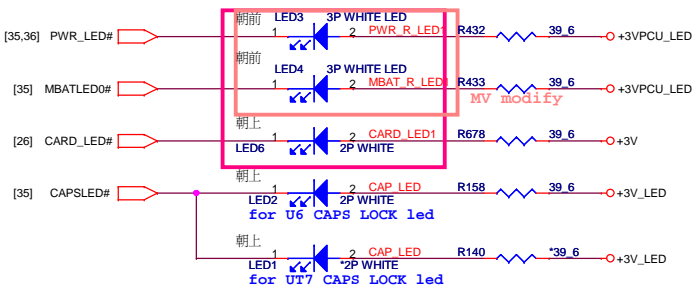 朝前 LED3 3P WHITE LED
[35,36] PWR_LED# 1 2 PWR_R_LED1 R432 39_6 +3VPCU_LED
朝前 LED4 3P WHITE LED
[35] MBATLED0# 1 2 MBAT_R_LED1 R433 39_6 +3VPCU_LED
MV modify
朝上
[26] CARD_LED# 1 2 CARD_LED1 R678 39_6 +3V
LED6 2P WHITE
朝上
[35] CAPSLED# 1 2 CAP_LED R158 39_6 +3V_LED
LED2 2P WHITE
for U6 CAPS LOCK led
朝上
1 2 CAP_LED R140 *39_6 +3V_LED
LED1 *2P WHITE
for UT7 CAPS LOCK led